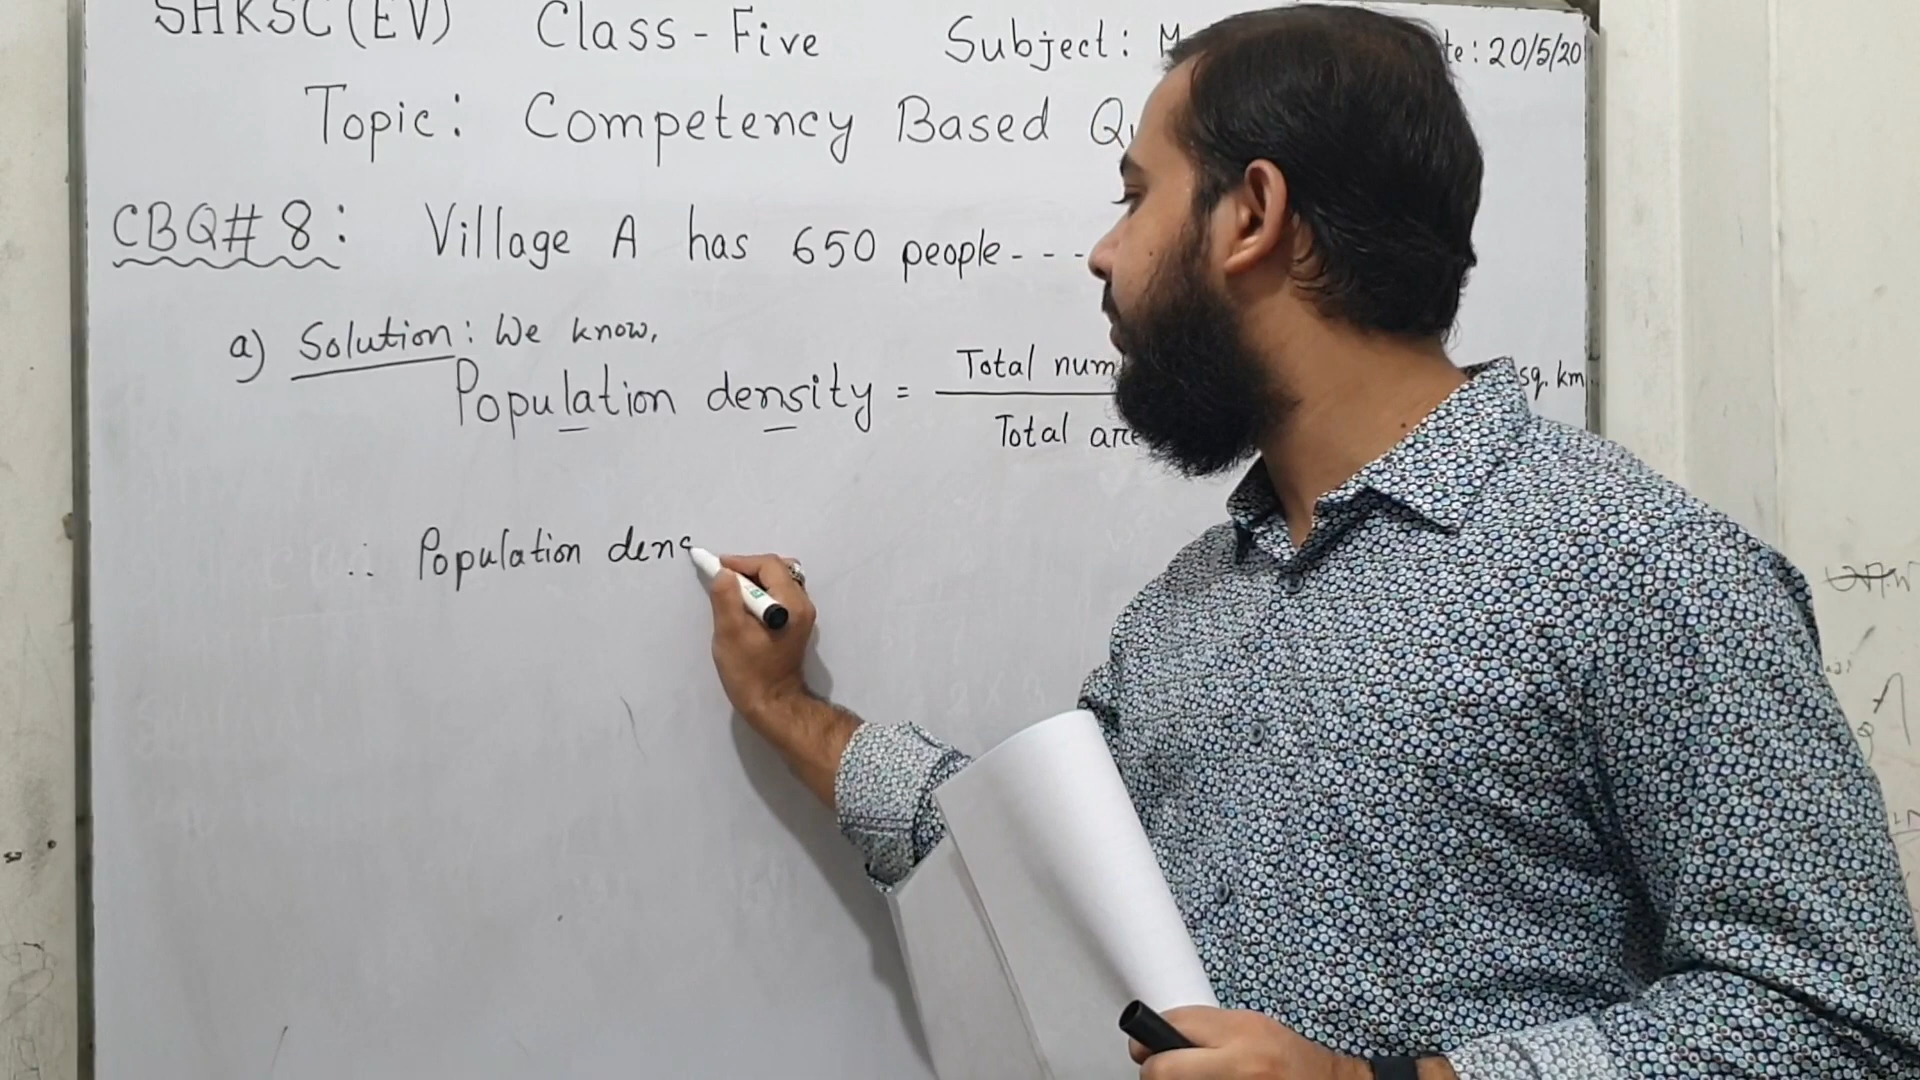 SHKSC(EV) Class - Five Subject: M te: 20/5/20
Topic: Competency Based Q
CBQ# 8: Village A has 650 people - - -
a) Solution: We know,
Population density = Total num sq. km
Total are
∴ Population dens